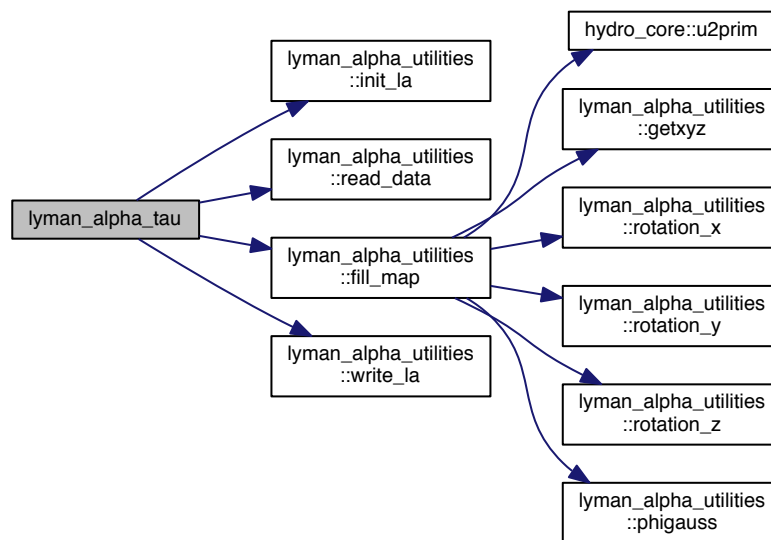 lyman_alpha_tau
lyman_alpha_utilities
::init_la
lyman_alpha_utilities
::read_data
lyman_alpha_utilities
::fill_map
lyman_alpha_utilities
::write_la
hydro_core::u2prim
lyman_alpha_utilities
::getxyz
lyman_alpha_utilities
::rotation_x
lyman_alpha_utilities
::rotation_y
lyman_alpha_utilities
::rotation_z
lyman_alpha_utilities
::phigauss